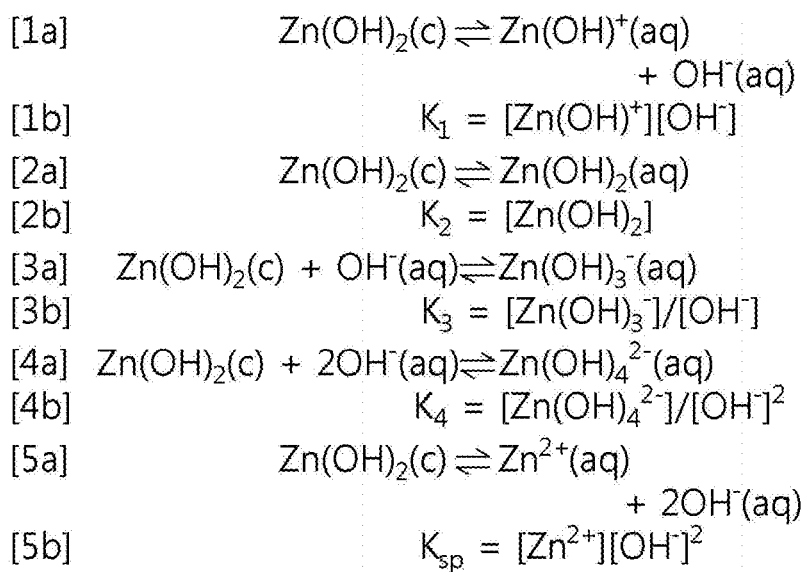 [1a] Zn(OH)₂(c)⇌Zn(OH)⁺(aq)
+ OH⁻(aq)
[1b] K₁ = [Zn(OH)⁺][OH⁻]
[2a] Zn(OH)₂(c)⇌Zn(OH)₂(aq)
[2b] K₂ = [Zn(OH)₂]
[3a] Zn(OH)₂(c) + OH⁻(aq)⇌Zn(OH)₃⁻(aq)
[3b] K₃ = [Zn(OH)₃⁻]/[OH⁻]
[4a] Zn(OH)₂(c) + 2OH⁻(aq)⇌Zn(OH)₄²⁻(aq)
[4b] K₄ = [Zn(OH)₄²⁻]/[OH⁻]²
[5a] Zn(OH)₂(c)⇌Zn²⁺(aq)
+ 2OH⁻(aq)
[5b] Kₛₚ = [Zn²⁺][OH⁻]²